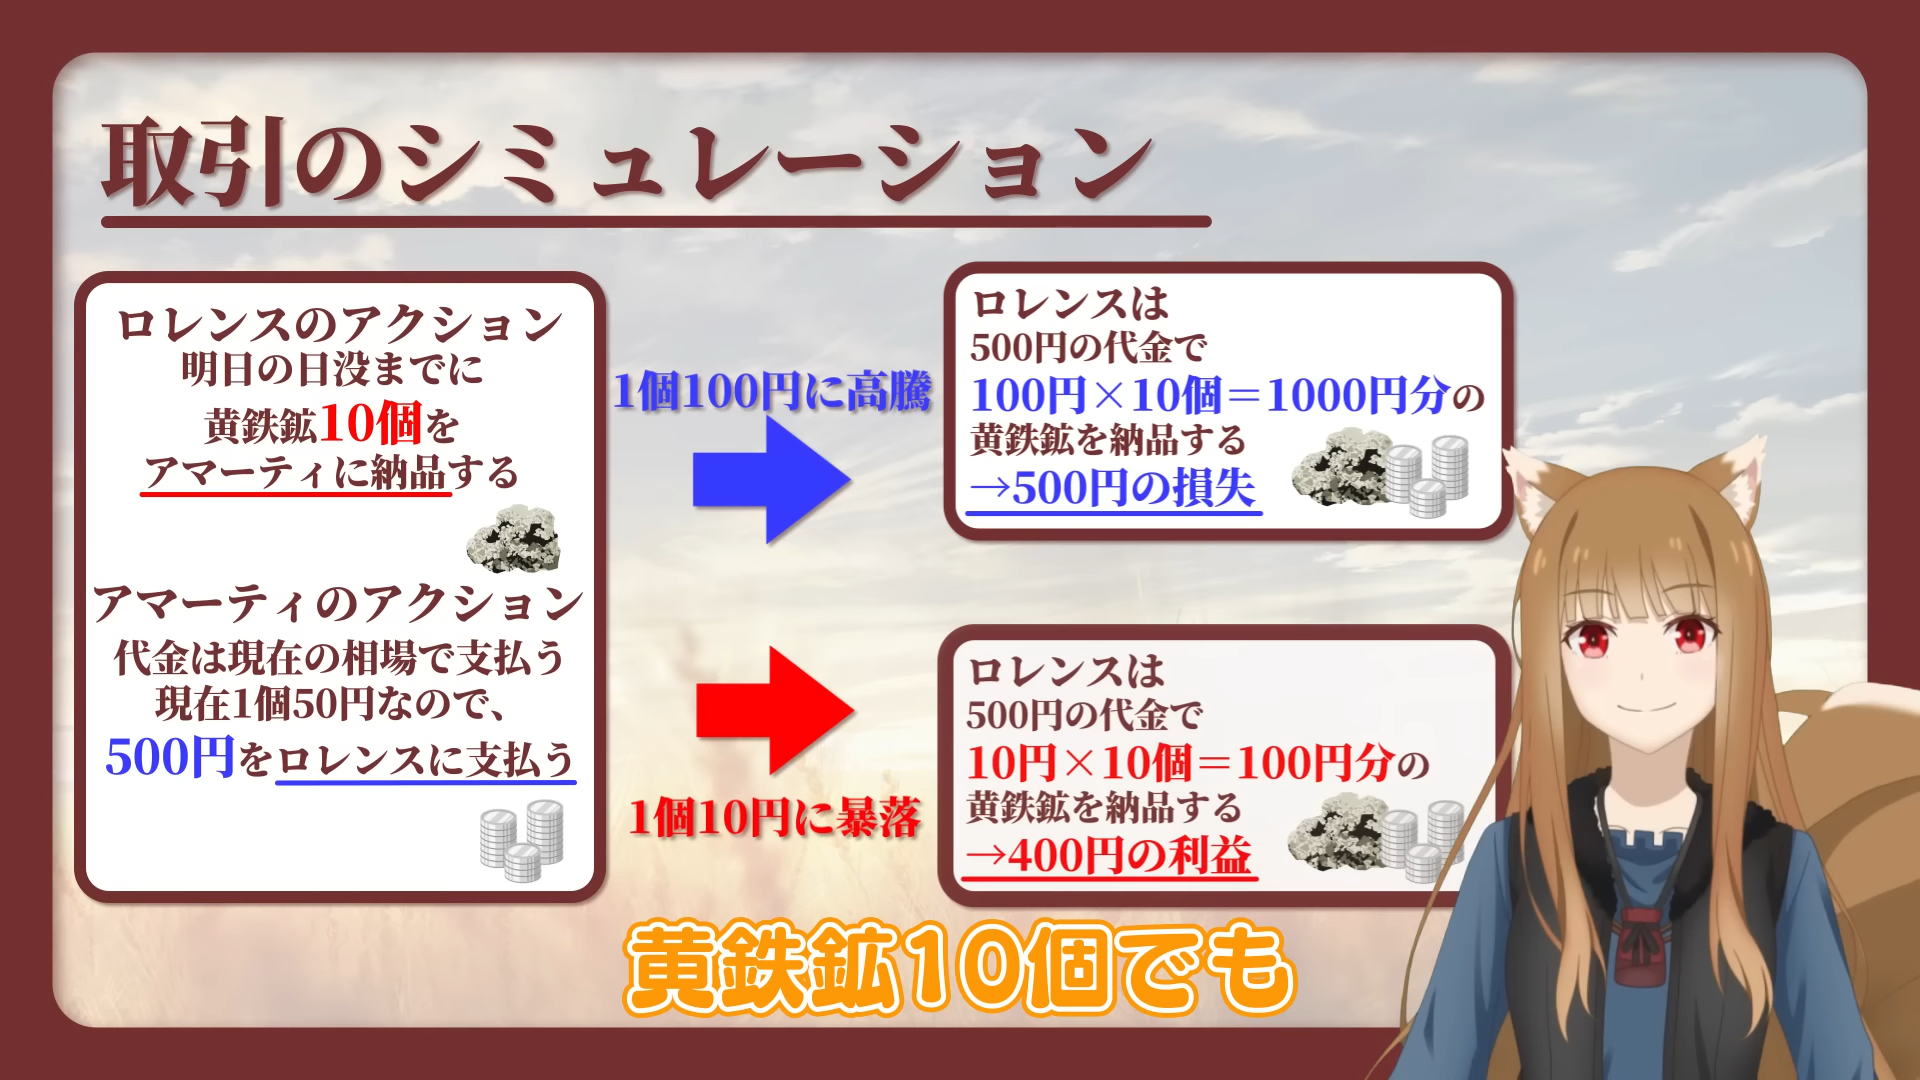 取引のシミュレーション
ロレンスのアクション
明日の日没までに
黄鉄鉱10個を
アマーティに納品する
アマーティのアクション
代金は現在の相場で支払う
現在1個50円なので、
500円をロレンスに支払う
1個100円に高騰
ロレンスは
500円の代金で
100円×10個＝1000円分の
黄鉄鉱を納品する
→500円の損失
1個10円に暴落
ロレンスは
500円の代金で
10円×10個＝100円分の
黄鉄鉱を納品する
→400円の利益
黄鉄鉱10個でも